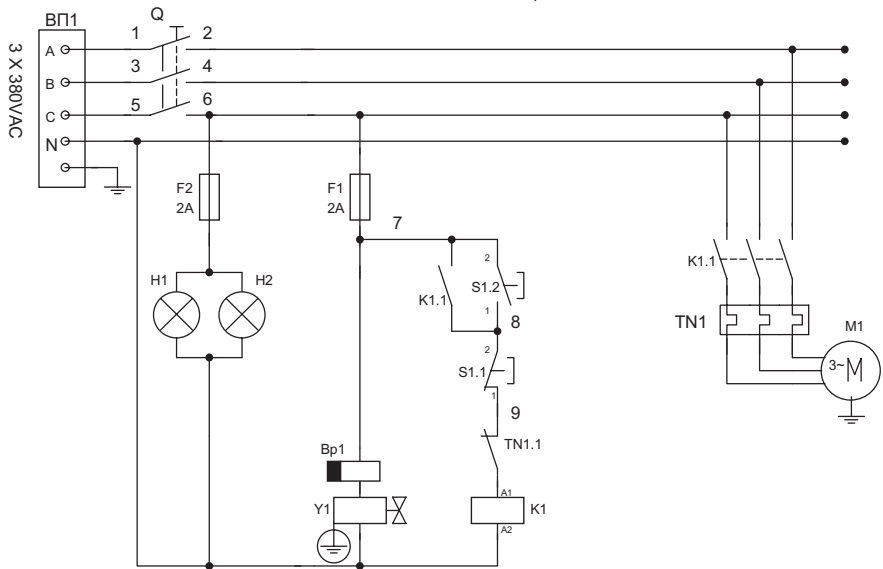 ВП1
Q
3 X 380VAC
A
B
C
N
1
2
3
4
5
6
F2
2A
F1
2A
7
H1
H2
K1.1
2
S1.2
1
8
2
S1.1
1
9
TN1.1
Bp1
Y1
A1
A2
K1
K1.1
TN1
M1
3~M